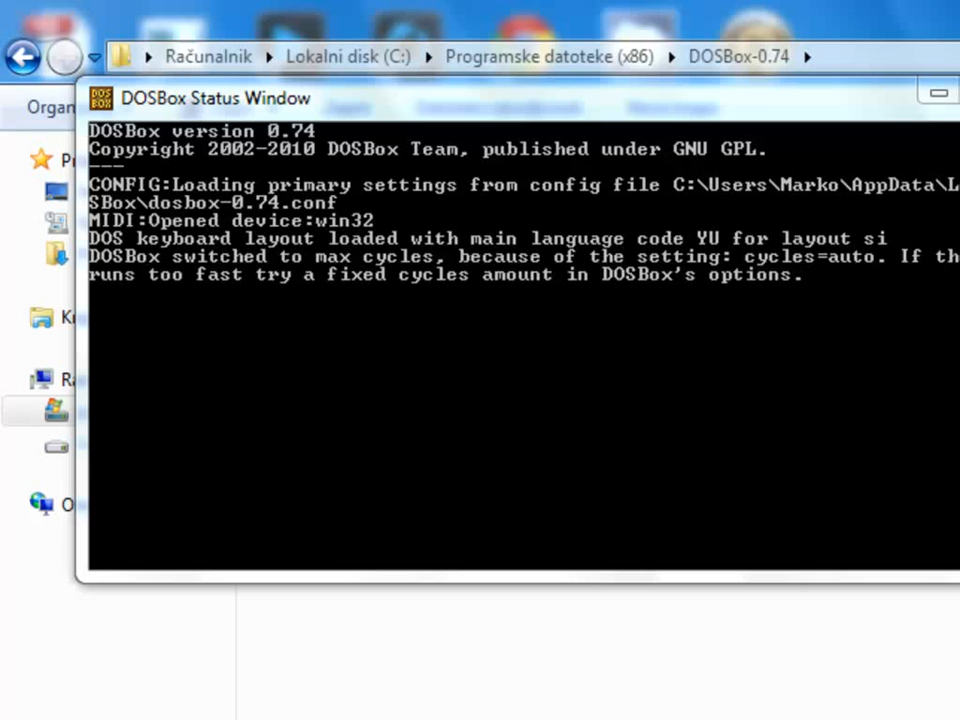 Računalnik
Lokalni disk (C:)
Programske datoteke (x86)
DOSBox-0.74
Organ
DOS BOX
DOSBox Status Window
DOSBox version 0.74
Copyright 2002-2010 DOSBox Team, published under GNU GPL.
---
CONFIG:Loading primary settings from config file C:\Users\Marko\AppData\L
SBox\dosbox-0.74.conf
MIDI:Opened device:win32
DOS keyboard layout loaded with main language code YU for layout si
DOSBox switched to max cycles, because of the setting: cycles=auto. If th
runs too fast try a fixed cycles amount in DOSBox's options.